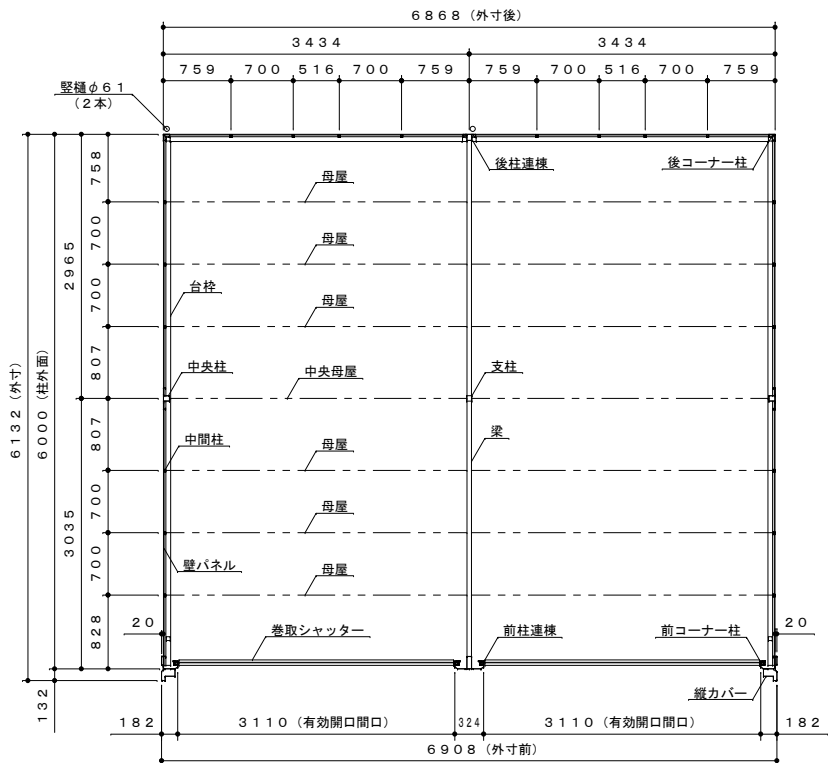 ６８６８（外寸後）
３４３４
３４３４
７５９
７００
５１６
７００
７５９
７５９
７００
５１６
７００
７５９
竪樋φ６１
（２本）
後柱連棟
後コーナー柱
母屋
母屋
台枠
母屋
中央柱
中央母屋
支柱
中間柱
母屋
梁
母屋
壁パネル
母屋
巻取シャッター
前柱連棟
前コーナー柱
縦カバー
６１３２（外寸）
６０００（柱外面）
１３２
２９６５
３０３５
７５８
７００
７００
８０７
８０７
７００
７００
８２８
２０
２０
１８２
３１１０（有効開口間口）
３２４
３１１０（有効開口間口）
１８２
６９０８（外寸前）